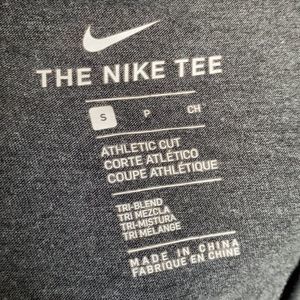 THE NIKE TEE
S P CH
ATHLETIC CUT
CORTE ATLÉTICO
COUPE ATHLÉTIQUE
TRI-BLEND
TRI MEZCLA
TRI-MISTURA
TRI MÉLANGE
MADE IN CHINA
FABRIQUE EN CHINE